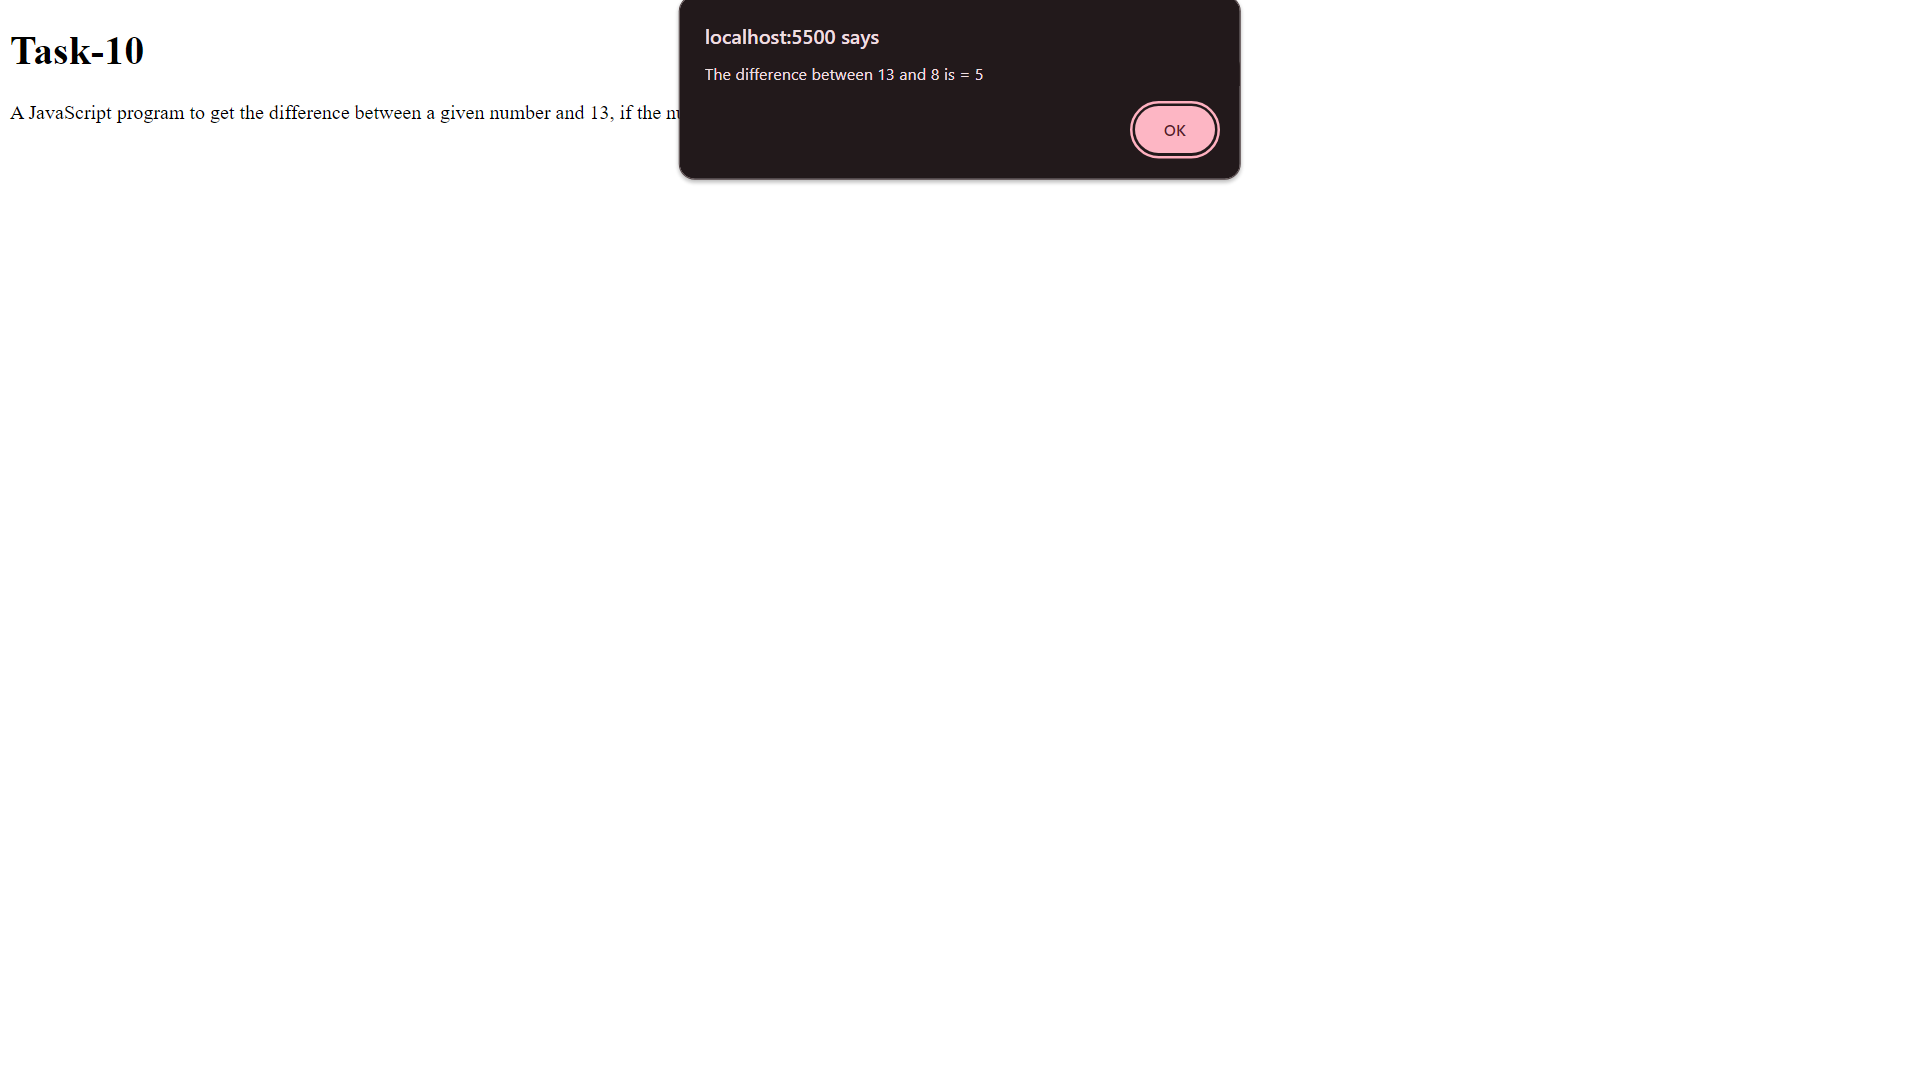 Task-10
A JavaScript program to get the difference between a given number and 13, if the
localhost:5500 says
The difference between 13 and 8 is = 5
OK